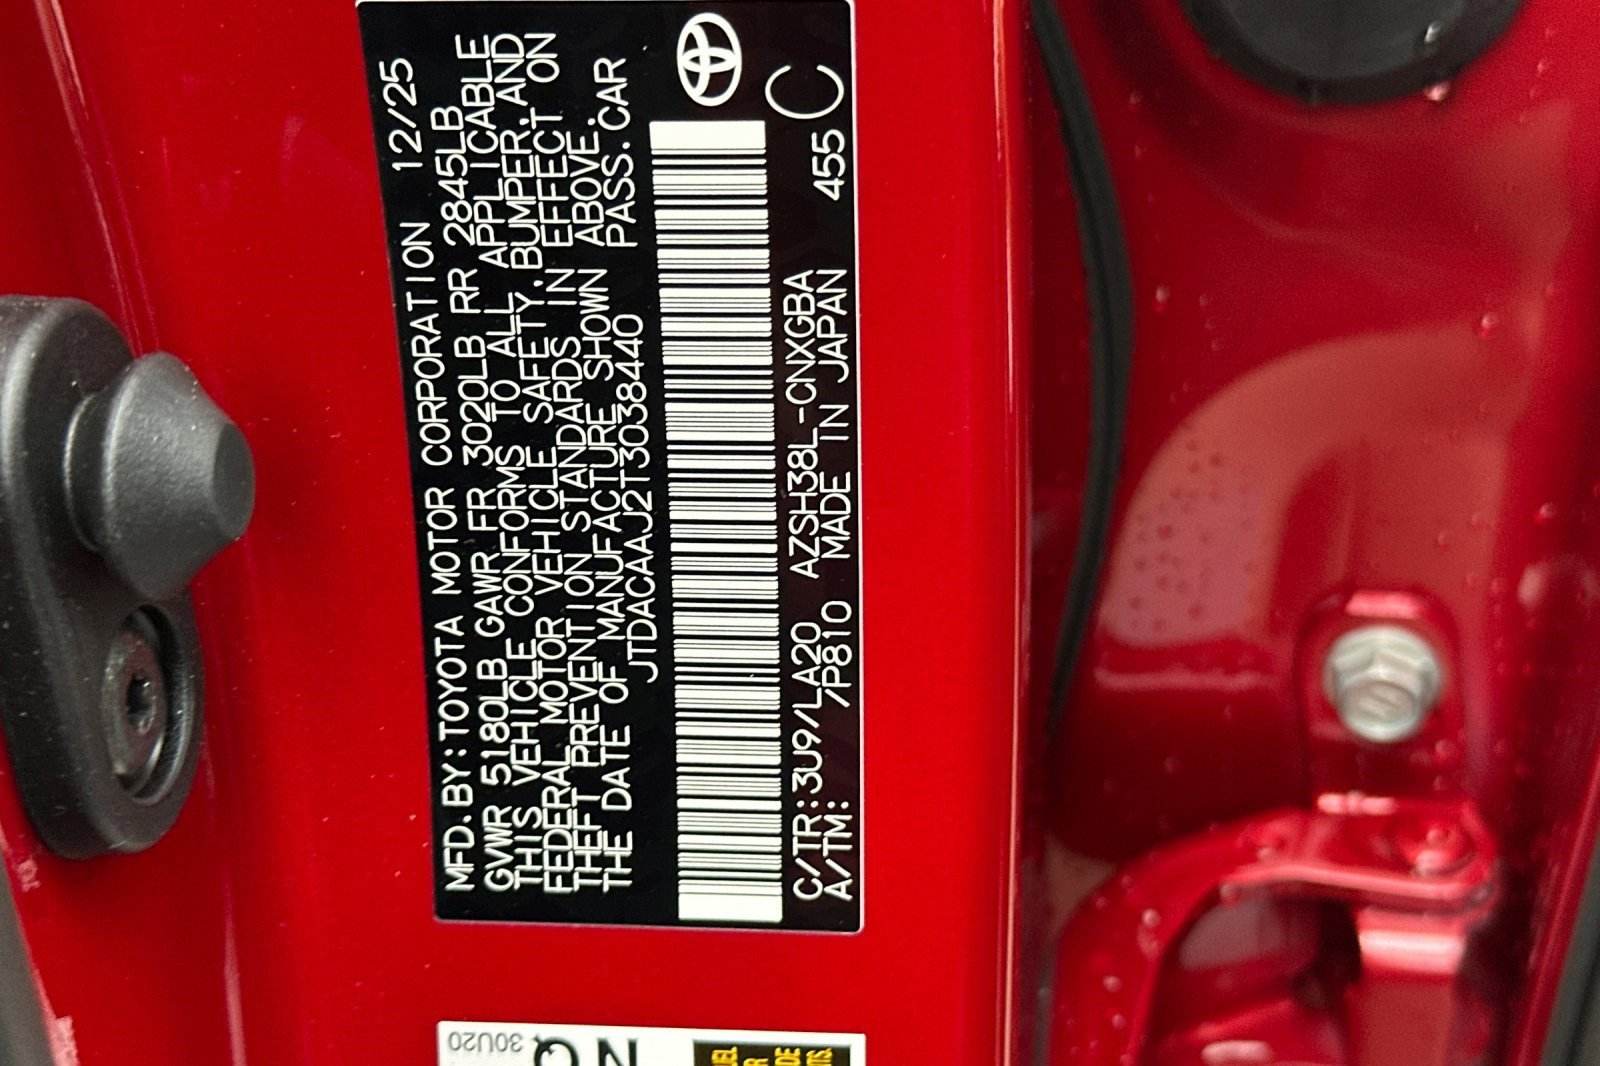 MFD.BY:TOYOTA MOTOR CORPORATION 12/25
GVWR 5180LB GAWR FR 3020LB RR 2845LB
THIS VEHICLE CONFORMS TO ALL APPLICABLE
FEDERAL MOTOR VEHICLE SAFETY,BUMPER,AND
THEFT PREVENTION STANDARDS IN EFFECT ON
THE DATE OF MANUFACTURE SHOWN ABOVE.
JTDACAAJ2T3038440 PASS.CAR
C/TR:3U9/LA20 AZSH38L-CNXGBA 455 C
A/TM: /P810 MADE IN JAPAN
30U20